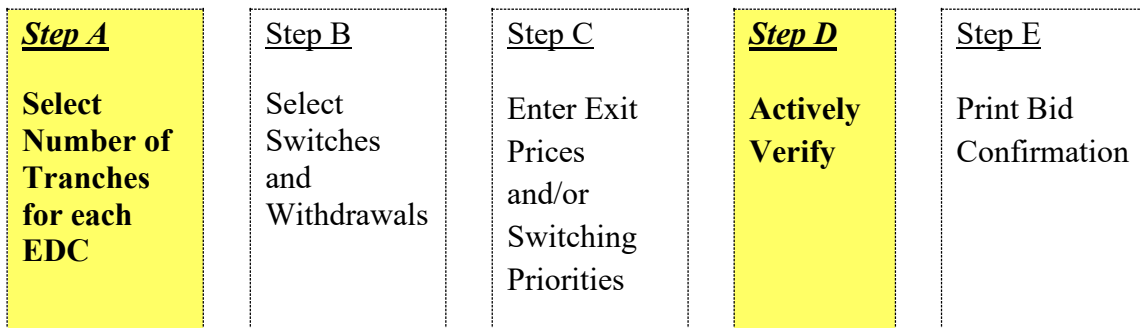 Step A
Select
Number of
Tranches
for each
EDC
Step B
Select
Switches
and
Withdrawals
Step C
Enter Exit
Prices
and/or
Switching
Priorities
Step D
Actively
Verify
Step E
Print Bid
Confirmation